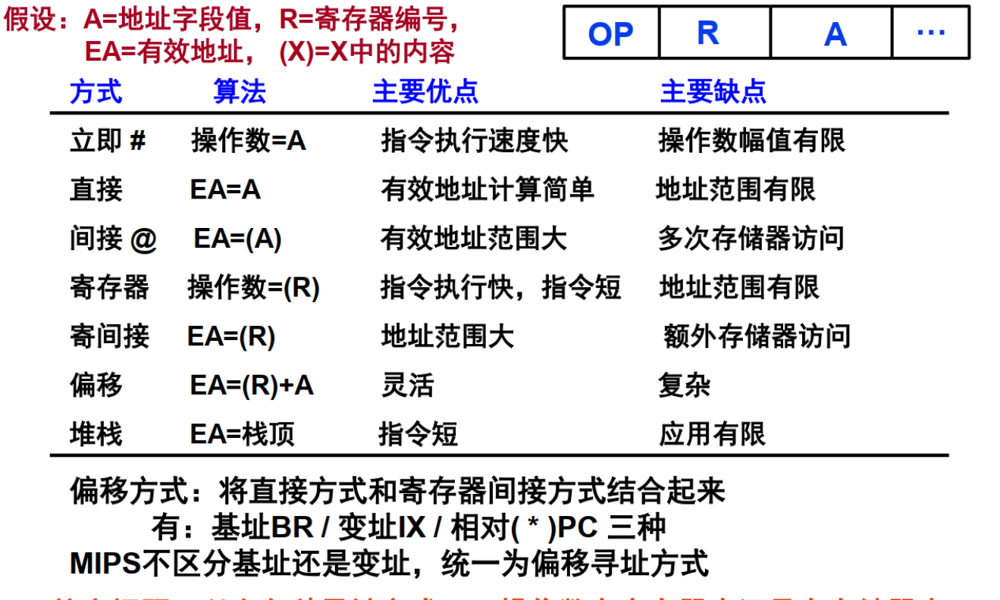 假设：A=地址字段值，R=寄存器编号，
EA=有效地址， (X)=X中的内容
OP R A …
方式 算法 主要优点 主要缺点
立即 # 操作数=A 指令执行速度快 操作数幅值有限
直接 EA=A 有效地址计算简单 地址范围有限
间接 @ EA=(A) 有效地址范围大 多次存储器访问
寄存器 操作数=(R) 指令执行快，指令短 地址范围有限
寄间接 EA=(R) 地址范围大 额外存储器访问
偏移 EA=(R)+A 灵活 复杂
堆栈 EA=栈顶 指令短 应用有限
偏移方式：将直接方式和寄存器间接方式结合起来
有：基址BR / 变址IX / 相对( * )PC 三种
MIPS不区分基址还是变址，统一为偏移寻址方式